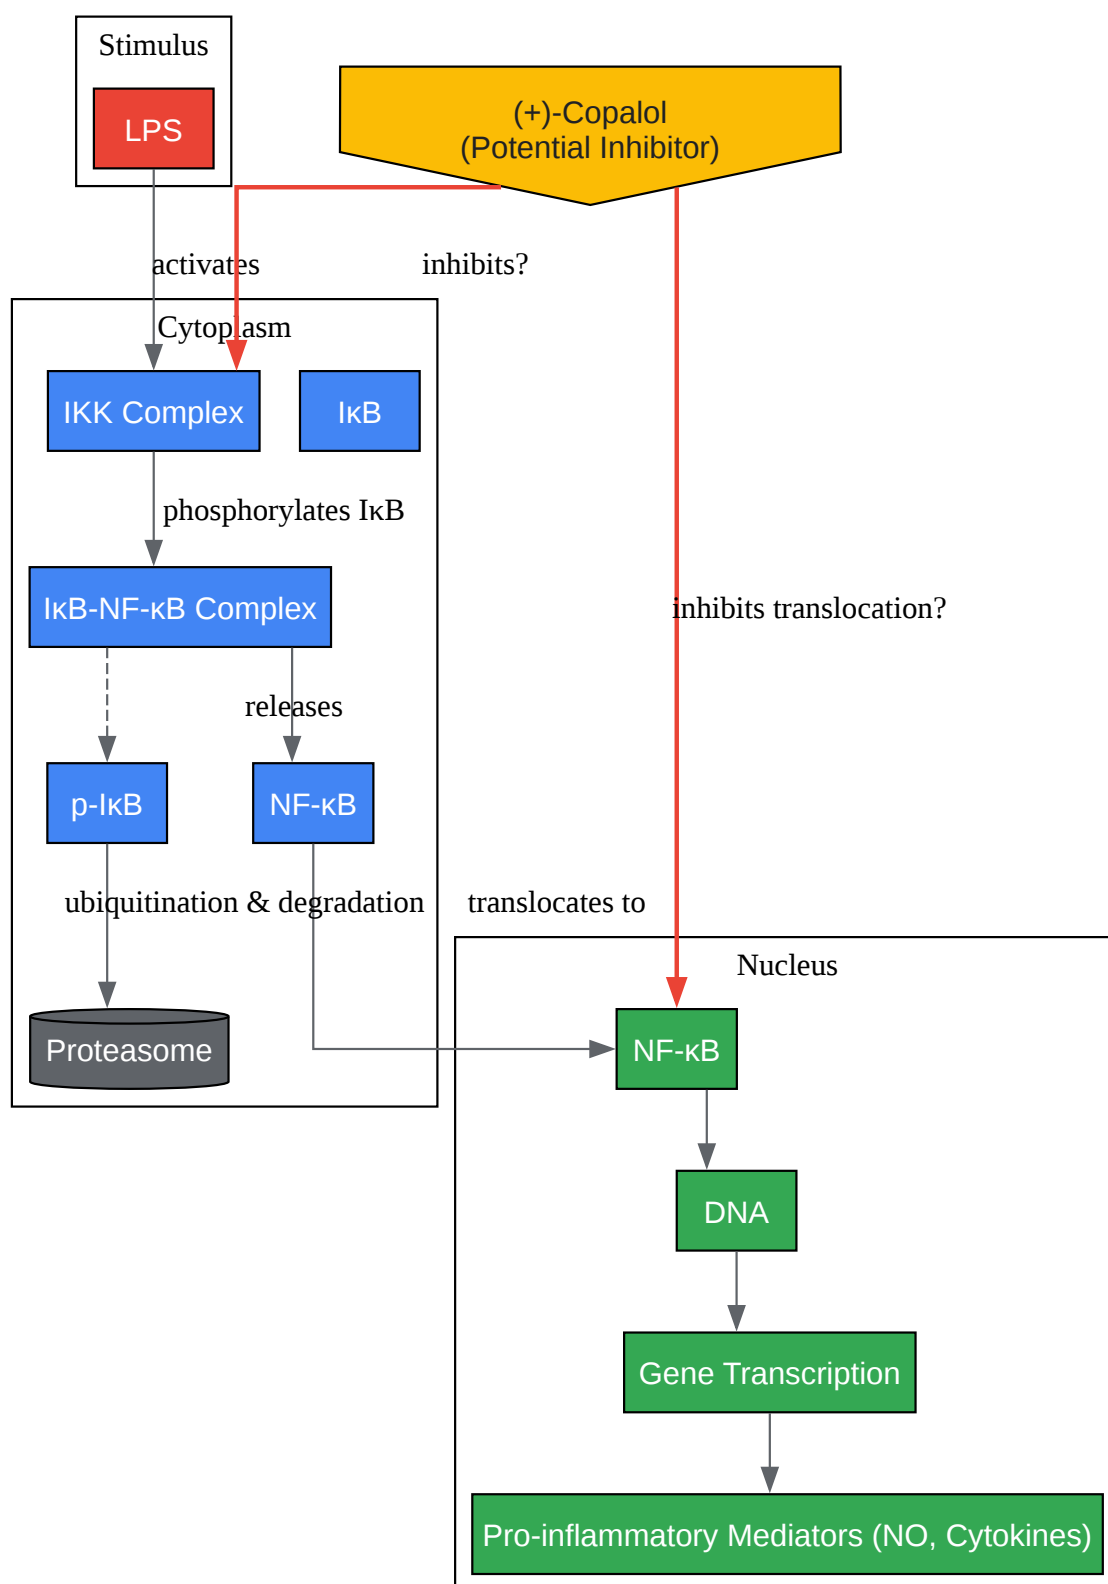 Stimulus
LPS
(+)-Copalol
(Potential Inhibitor)
activates
inhibits?
Cytoplasm
IKK Complex
IκB
phosphorylates IκB
IκB-NF-κB Complex
inhibits translocation?
releases
p-IκB
NF-κB
ubiquitination & degradation
translocates to
Nucleus
Proteasome
NF-κB
DNA
Gene Transcription
Pro-inflammatory Mediators (NO, Cytokines)